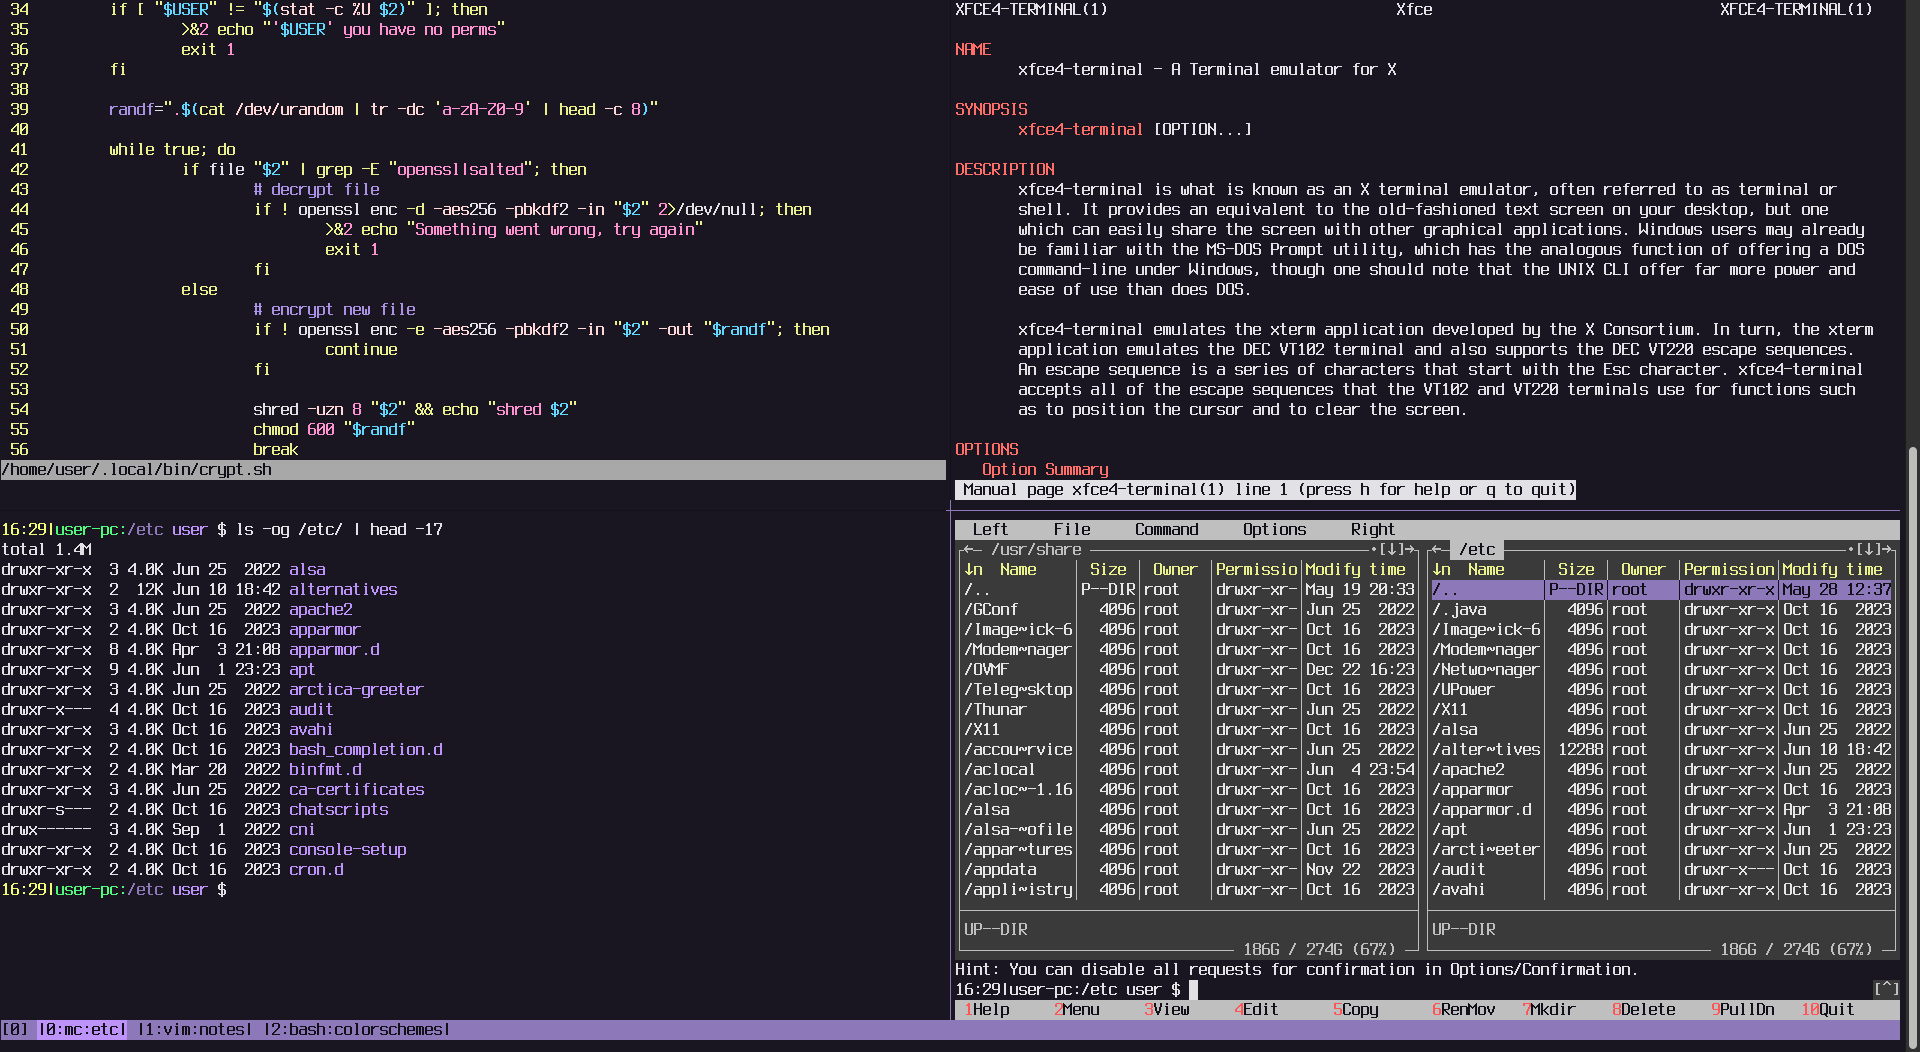 34         if [ "$USER" != "$(stat -c %U $2)" ]; then
35                 >&2 echo "'$USER' you have no perms"
36                 exit 1
37         fi
38
39         randf=".$(cat /dev/urandom | tr -dc 'a-zA-Z0-9' | head -c 8)"
40
41         while true; do
42                 if file "$2" | grep -E "openssl|salted"; then
43                         # decrypt file
44                         if ! openssl enc -d -aes256 -pbkdf2 -in "$2" 2>/dev/null; then
45                                 >&2 echo "Something went wrong, try again"
46                                 exit 1
47                         fi
48                 else
49                         # encrypt new file
50                         if ! openssl enc -e -aes256 -pbkdf2 -in "$2" -out "$randf"; then
51                                 continue
52                         fi
53
54                         shred -uzn 8 "$2" && echo "shred $2"
55                         chmod 600 "$randf"
56                         break
/home/user/.local/bin/crypt.sh
XFCE4-TERMINAL(1)                Xfce                XFCE4-TERMINAL(1)
NAME
xfce4-terminal - A Terminal emulator for X
SYNOPSIS
xfce4-terminal [OPTION...]
DESCRIPTION
xfce4-terminal is what is known as an X terminal emulator, often referred to as terminal or
shell. It provides an equivalent to the old-fashioned text screen on your desktop, but one
which can easily share the screen with other graphical applications. Windows users may already
be familiar with the MS-DOS Prompt utility, which has the analogous function of offering a DOS
command-line under Windows, though one should note that the UNIX CLI offer far more power and
ease of use than does DOS.
xfce4-terminal emulates the xterm application developed by the X Consortium. In turn, the xterm
application emulates the DEC VT102 terminal and also supports the DEC VT220 escape sequences.
An escape sequence is a series of characters that start with the Esc character. xfce4-terminal
accepts all of the escape sequences that the VT102 and VT220 terminals use for functions such
as to position the cursor and to clear the screen.
OPTIONS
Option Summary
Manual page xfce4-terminal(1) line 1 (press h for help or q to quit)
16:29|user-pc:/etc user $ ls -og /etc/ | head -17
total 1.4M
drwxr-xr-x  3 4.0K Jun 25  2022 alsa
drwxr-xr-x  2  12K Jun 10 18:42 alternatives
drwxr-xr-x  3 4.0K Jun 25  2022 apache2
drwxr-xr-x  2 4.0K Oct 16  2023 apparmor
drwxr-xr-x  8 4.0K Apr  3 21:08 apparmor.d
drwxr-xr-x  9 4.0K Jun  1 23:23 apt
drwxr-xr-x  3 4.0K Jun 25  2022 arctica-greeter
drwxr-x---  4 4.0K Oct 16  2023 audit
drwxr-xr-x  3 4.0K Oct 16  2023 avahi
drwxr-xr-x  2 4.0K Oct 16  2023 bash_completion.d
drwxr-xr-x  2 4.0K Mar 20  2022 binfmt.d
drwxr-xr-x  3 4.0K Jun 25  2022 ca-certificates
drwxr-s---  2 4.0K Oct 16  2023 chatscripts
drwx------  3 4.0K Sep  1  2022 cni
drwxr-xr-x  2 4.0K Oct 16  2023 console-setup
drwxr-xr-x  2 4.0K Oct 16  2023 cron.d
16:29|user-pc:/etc user $
Left     File     Command     Options     Right
← /usr/share •[↓]→
↓n  Name | Size | Owner |Permissio|Modify time
/.. |P--DIR|root |drwxr-xr-|May 19 20:33
/GConf | 4096|root |drwxr-xr-|Jun 25  2022
/Image~ick-6| 4096|root |drwxr-xr-|Oct 16  2023
/Modem~nager| 4096|root |drwxr-xr-|Oct 16  2023
/OVMF | 4096|root |drwxr-xr-|Dec 22 16:23
/Teleg~sktop| 4096|root |drwxr-xr-|Oct 16  2023
/Thunar | 4096|root |drwxr-xr-|Jun 25  2022
/X11 | 4096|root |drwxr-xr-|Oct 16  2023
/accou~rvice| 4096|root |drwxr-xr-|Jun 25  2022
/aclocal | 4096|root |drwxr-xr-|Jun  4 23:54
/acloc~-1.16| 4096|root |drwxr-xr-|Oct 16  2023
/alsa | 4096|root |drwxr-xr-|Oct 16  2023
/alsa-~ofile| 4096|root |drwxr-xr-|Jun 25  2022
/appar~tures| 4096|root |drwxr-xr-|Oct 16  2023
/appdata | 4096|root |drwxr-xr-|Nov 22  2023
/appli~istry| 4096|root |drwxr-xr-|Oct 16  2023
UP--DIR
186G / 274G (67%)
← /etc •[↓]→
↓n  Name | Size | Owner |Permission|Modify time
/.. |P--DIR|root |drwxr-xr-x|May 28 12:37
/.java | 4096|root |drwxr-xr-x|Oct 16  2023
/Image~ick-6| 4096|root |drwxr-xr-x|Oct 16  2023
/Modem~nager| 4096|root |drwxr-xr-x|Oct 16  2023
/Netwo~nager| 4096|root |drwxr-xr-x|Oct 16  2023
/UPower | 4096|root |drwxr-xr-x|Oct 16  2023
/X11 | 4096|root |drwxr-xr-x|Oct 16  2023
/alsa | 4096|root |drwxr-xr-x|Jun 25  2022
/alter~tives|12288|root |drwxr-xr-x|Jun 10 18:42
/apache2 | 4096|root |drwxr-xr-x|Jun 25  2022
/apparmor | 4096|root |drwxr-xr-x|Oct 16  2023
/apparmor.d | 4096|root |drwxr-xr-x|Apr  3 21:08
/apt | 4096|root |drwxr-xr-x|Jun  1 23:23
/arcti~eeter| 4096|root |drwxr-xr-x|Jun 25  2022
/audit | 4096|root |drwxr-x---|Oct 16  2023
/avahi | 4096|root |drwxr-xr-x|Oct 16  2023
UP--DIR
186G / 274G (67%)
Hint: You can disable all requests for confirmation in Options/Confirmation.
16:29|user-pc:/etc user $ [^]
1Help 2Menu 3View 4Edit 5Copy 6RenMov 7Mkdir 8Delete 9PullDn 10Quit
[0] |0:mc:etc| |1:vim:notes| |2:bash:colorschemes|